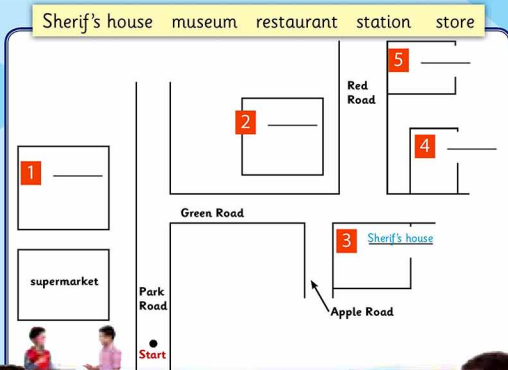 Sherif's house museum restaurant station store
5
Red
Road
2
4
1
Green Road
3 Sherif's house
supermarket
Park
Road
Apple Road
Start